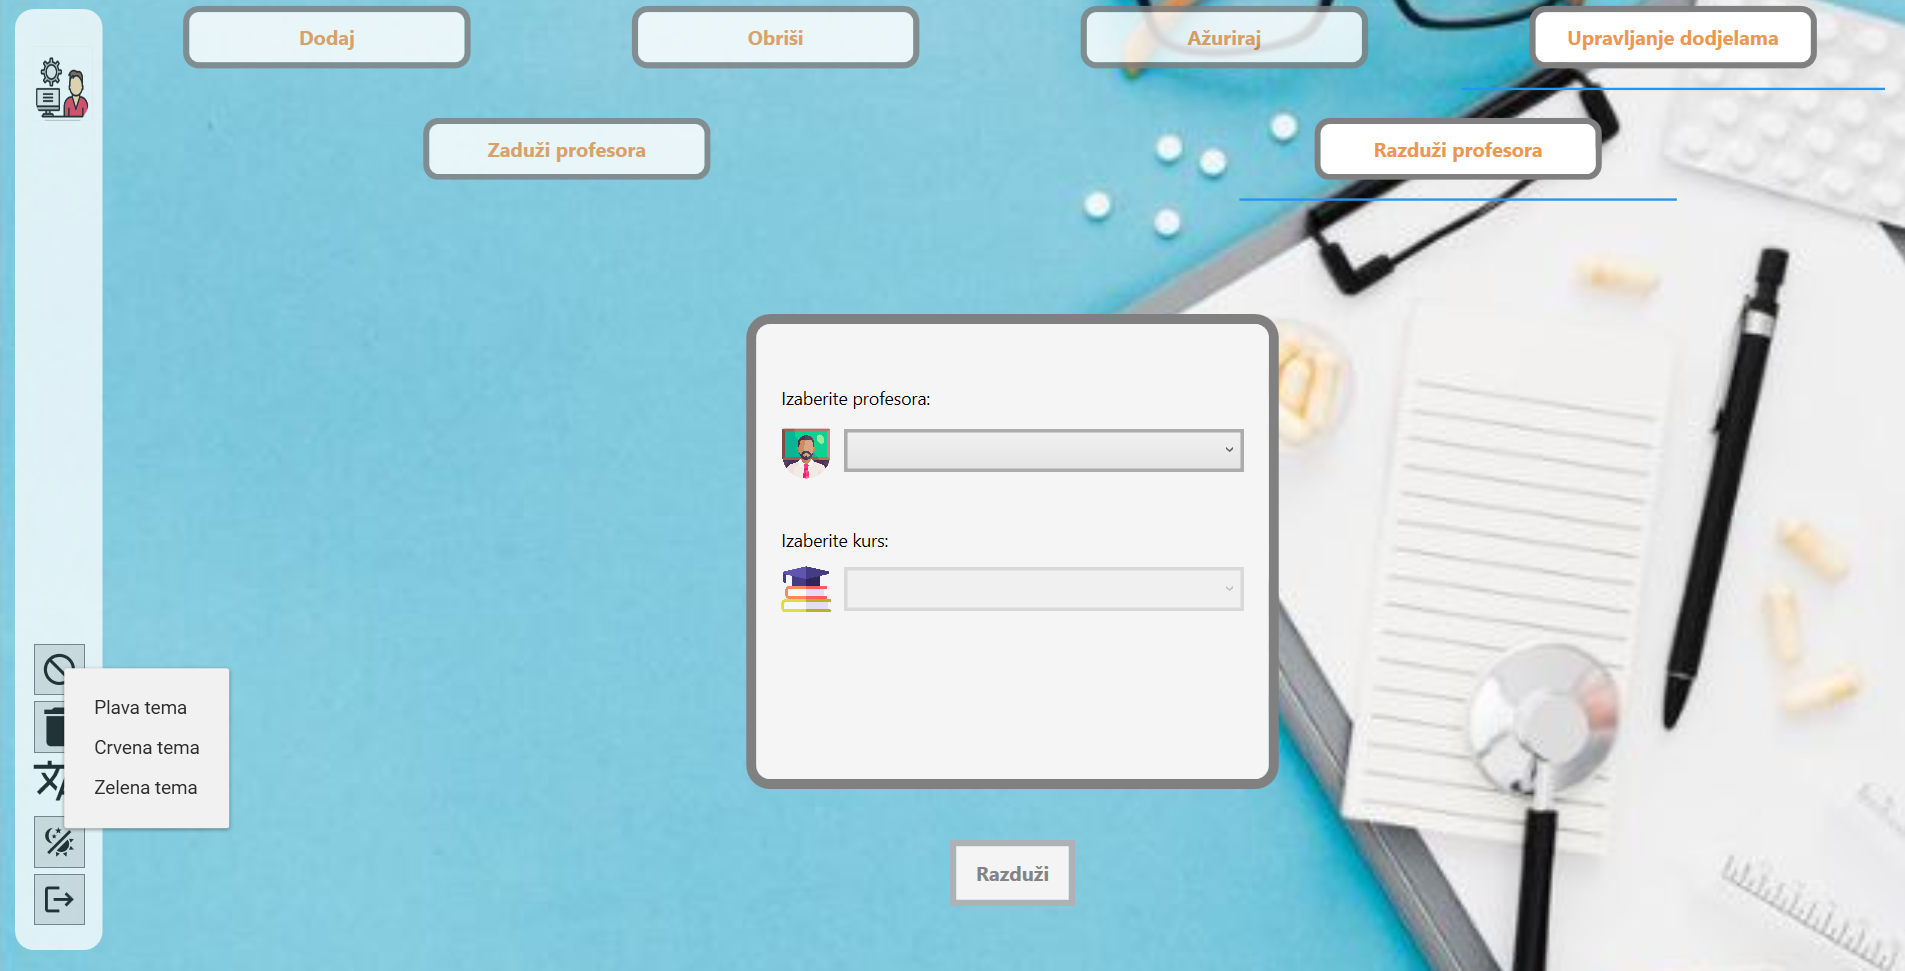 Dodaj
Obriši
Ažuriraj
Upravljanje dodjelama
Zaduži profesora
Razduži profesora
Izaberite profesora:
Izaberite kurs:
Plava tema
Crvena tema
Zelena tema
Razduži